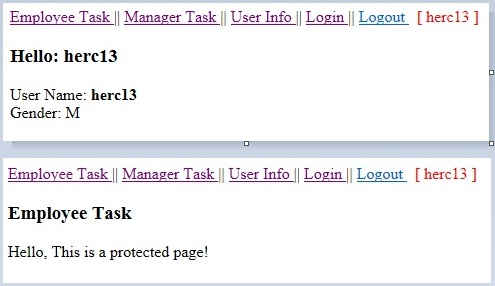 Employee Task || Manager Task || User Info || Login || Logout [ herc13 ]
Hello: herc13
User Name: herc13
Gender: M
Employee Task || Manager Task || User Info || Login || Logout [ herc13 ]
Employee Task
Hello, This is a protected page!